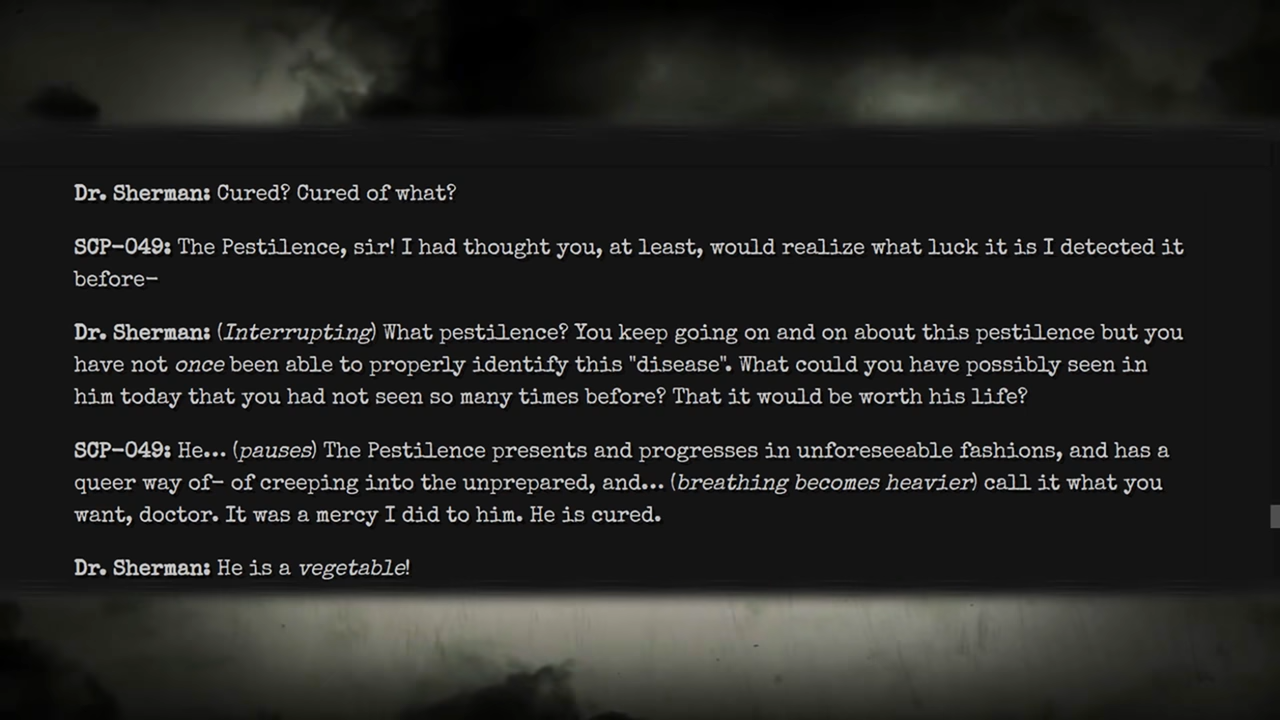 Dr. Sherman: Cured? Cured of what?
SCP-049: The Pestilence, sir! I had thought you, at least, would realize what luck it is I detected it
before-
Dr. Sherman: (Interrupting) What pestilence? You keep going on and on about this pestilence but you
have not once been able to properly identify this "disease". What could you have possibly seen in
him today that you had not seen so many times before? That it would be worth his life?
SCP-049: He... (pauses) The Pestilence presents and progresses in unforeseeable fashions, and has a
queer way of- of creeping into the unprepared, and... (breathing becomes heavier) call it what you
want, doctor. It was a mercy I did to him. He is cured.
Dr. Sherman: He is a vegetable!